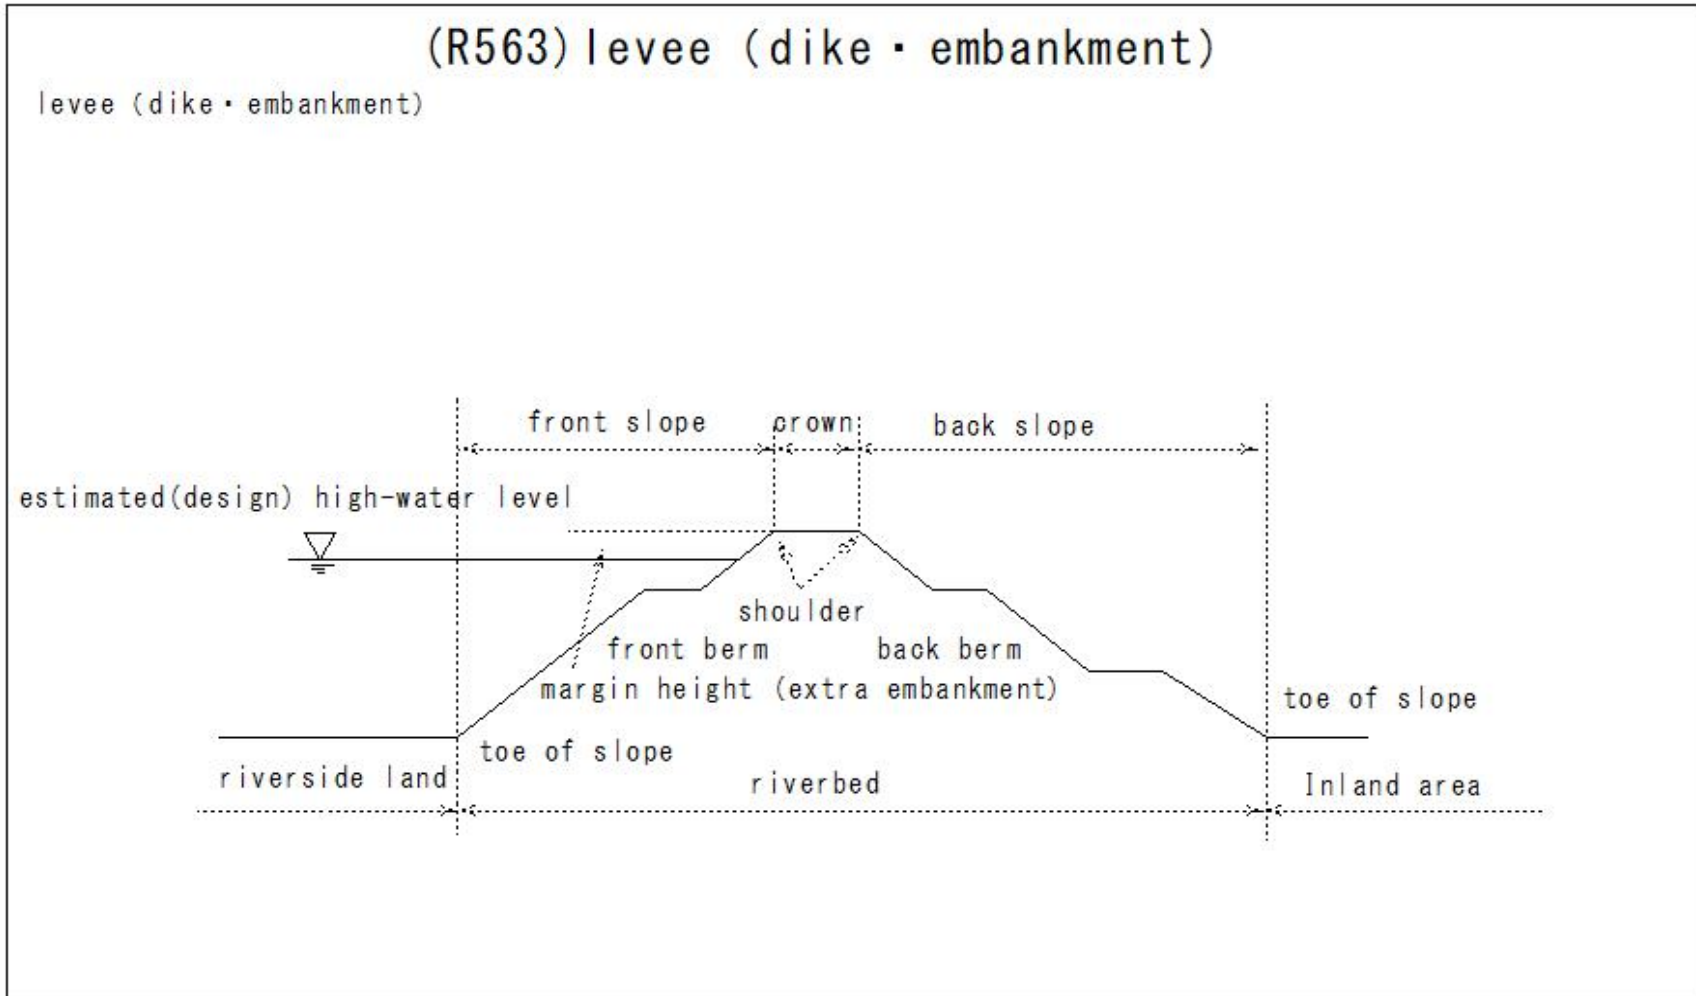 (R563)levee (dike・embankment)
levee (dike・embankment)
front slope
crown
back slope
estimated(design) high-water level
shoulder
front berm
back berm
margin height (extra embankment)
toe of slope
toe of slope
riverside land
riverbed
Inland area